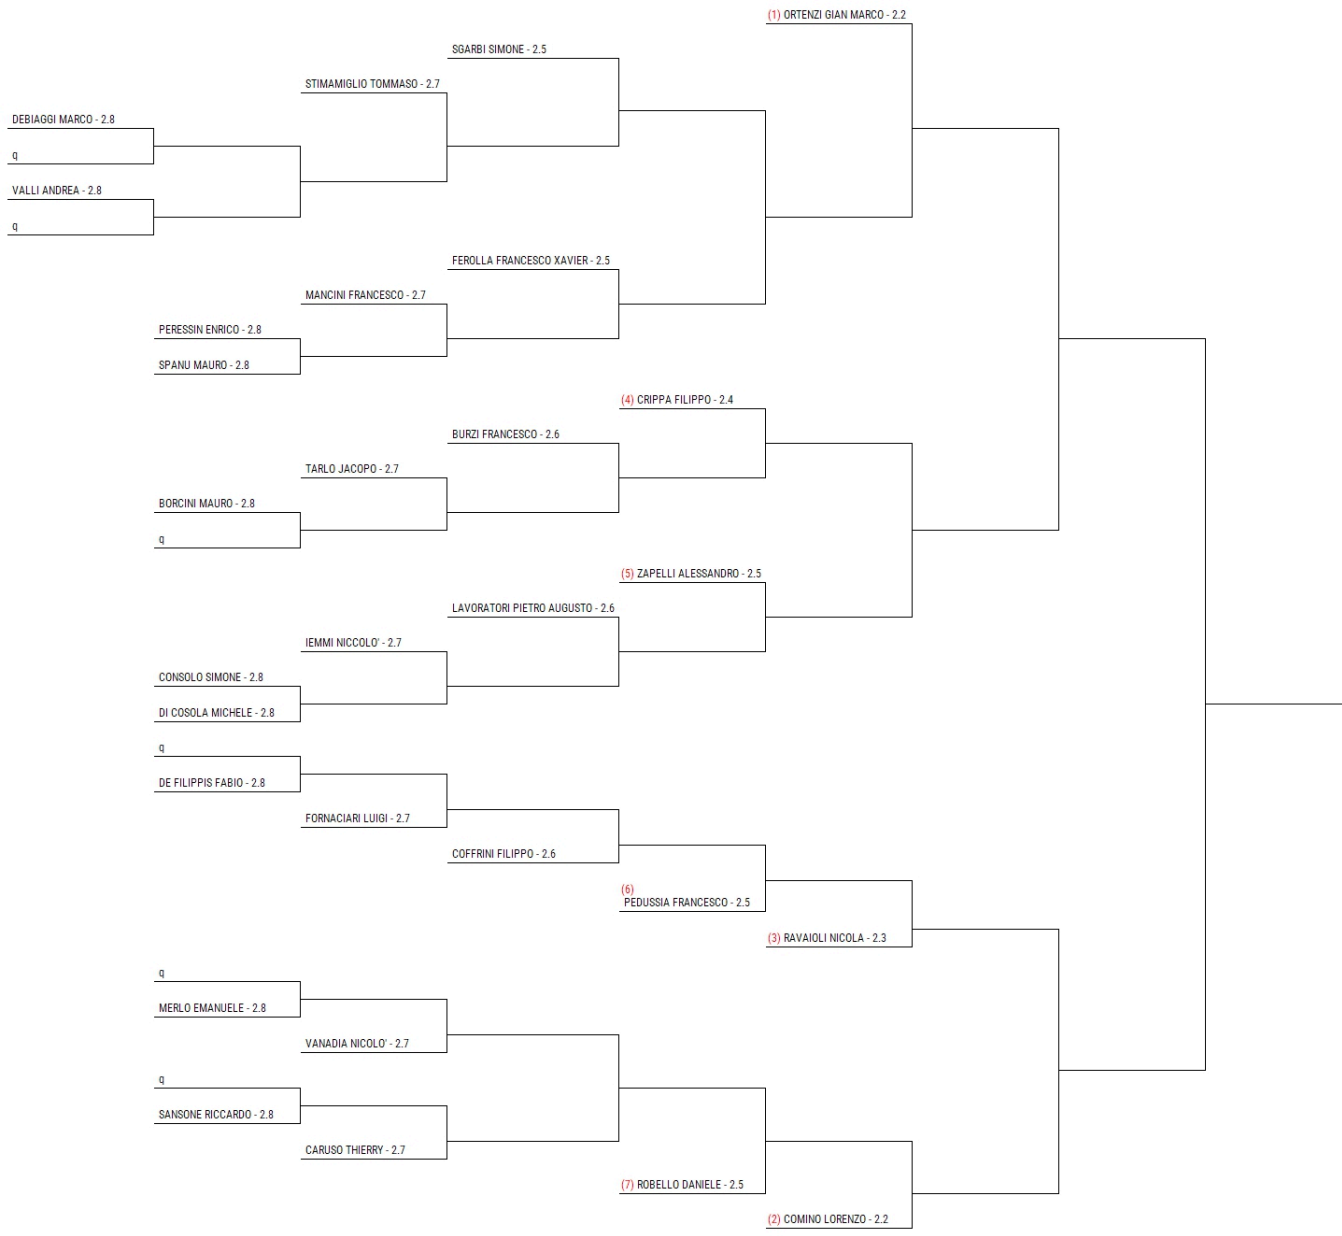 (1) ORTENZI GIAN MARCO - 2.2
SGARBI SIMONE - 2.5
STIMAMIGLIO TOMMASO - 2.7
DEBIAGGI MARCO - 2.8
q
VALLI ANDREA - 2.8
q
FEROLLA FRANCESCO XAVIER - 2.5
MANCINI FRANCESCO - 2.7
PERESSIN ENRICO - 2.8
SPANU MAURO - 2.8
(4) CRIPPA FILIPPO - 2.4
BURZI FRANCESCO - 2.6
TARLO JACOPO - 2.7
BORCINI MAURO - 2.8
q
(5) ZAPELLI ALESSANDRO - 2.5
LAVORATORI PIETRO AUGUSTO - 2.6
IEMMI NICCOLO' - 2.7
CONSOLO SIMONE - 2.8
DI COSOLA MICHELE - 2.8
q
DE FILIPPIS FABIO - 2.8
FORNACIARI LUIGI - 2.7
COFFRINI FILIPPO - 2.6
(6)
PEDUSSIA FRANCESCO - 2.5
(3) RAVAIOLI NICOLA - 2.3
q
MERLO EMANUELE - 2.8
VANADIA NICOLO' - 2.7
q
SANSONE RICCARDO - 2.8
CARUSO THIERRY - 2.7
(7) ROBELLO DANIELE - 2.5
(2) COMINO LORENZO - 2.2